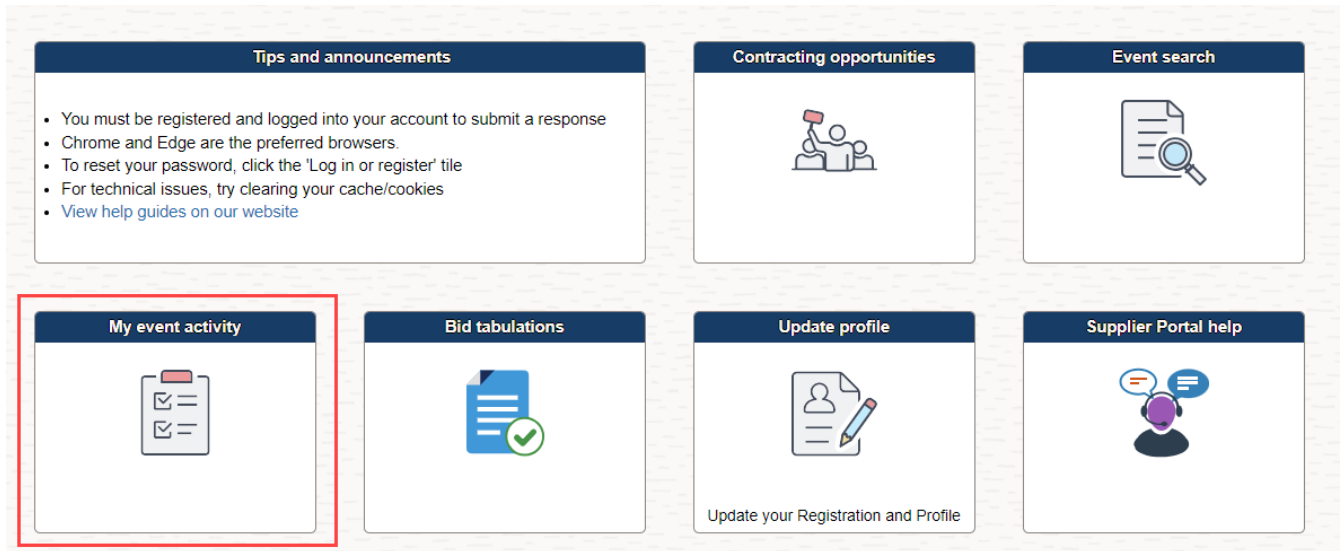 Tips and announcements
You must be registered and logged into your account to submit a response
Chrome and Edge are the preferred browsers.
To reset your password, click the 'Log in or register' tile
For technical issues, try clearing your cache/cookies
View help guides on our website
Contracting opportunities
Event search
My event activity
Bid tabulations
Update profile
Update your Registration and Profile
Supplier Portal help